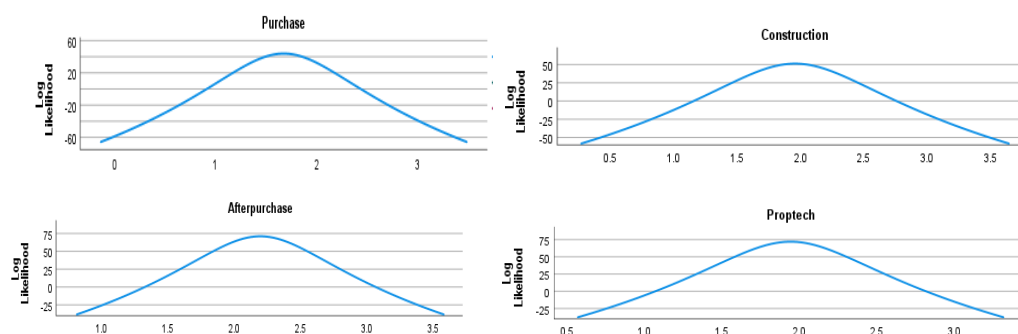 Purchase
Log
Likelihood
60
20
-20
-60
0 1 2 3
Construction
Log
Likelihood
50
25
0
-25
-50
0.5 1.0 1.5 2.0 2.5 3.0 3.5
Afterpurchase
Log
Likelihood
75
50
25
0
-25
1.0 1.5 2.0 2.5 3.0 3.5
Proptech
Log
Likelihood
75
50
25
0
-25
0.5 1.0 1.5 2.0 2.5 3.0